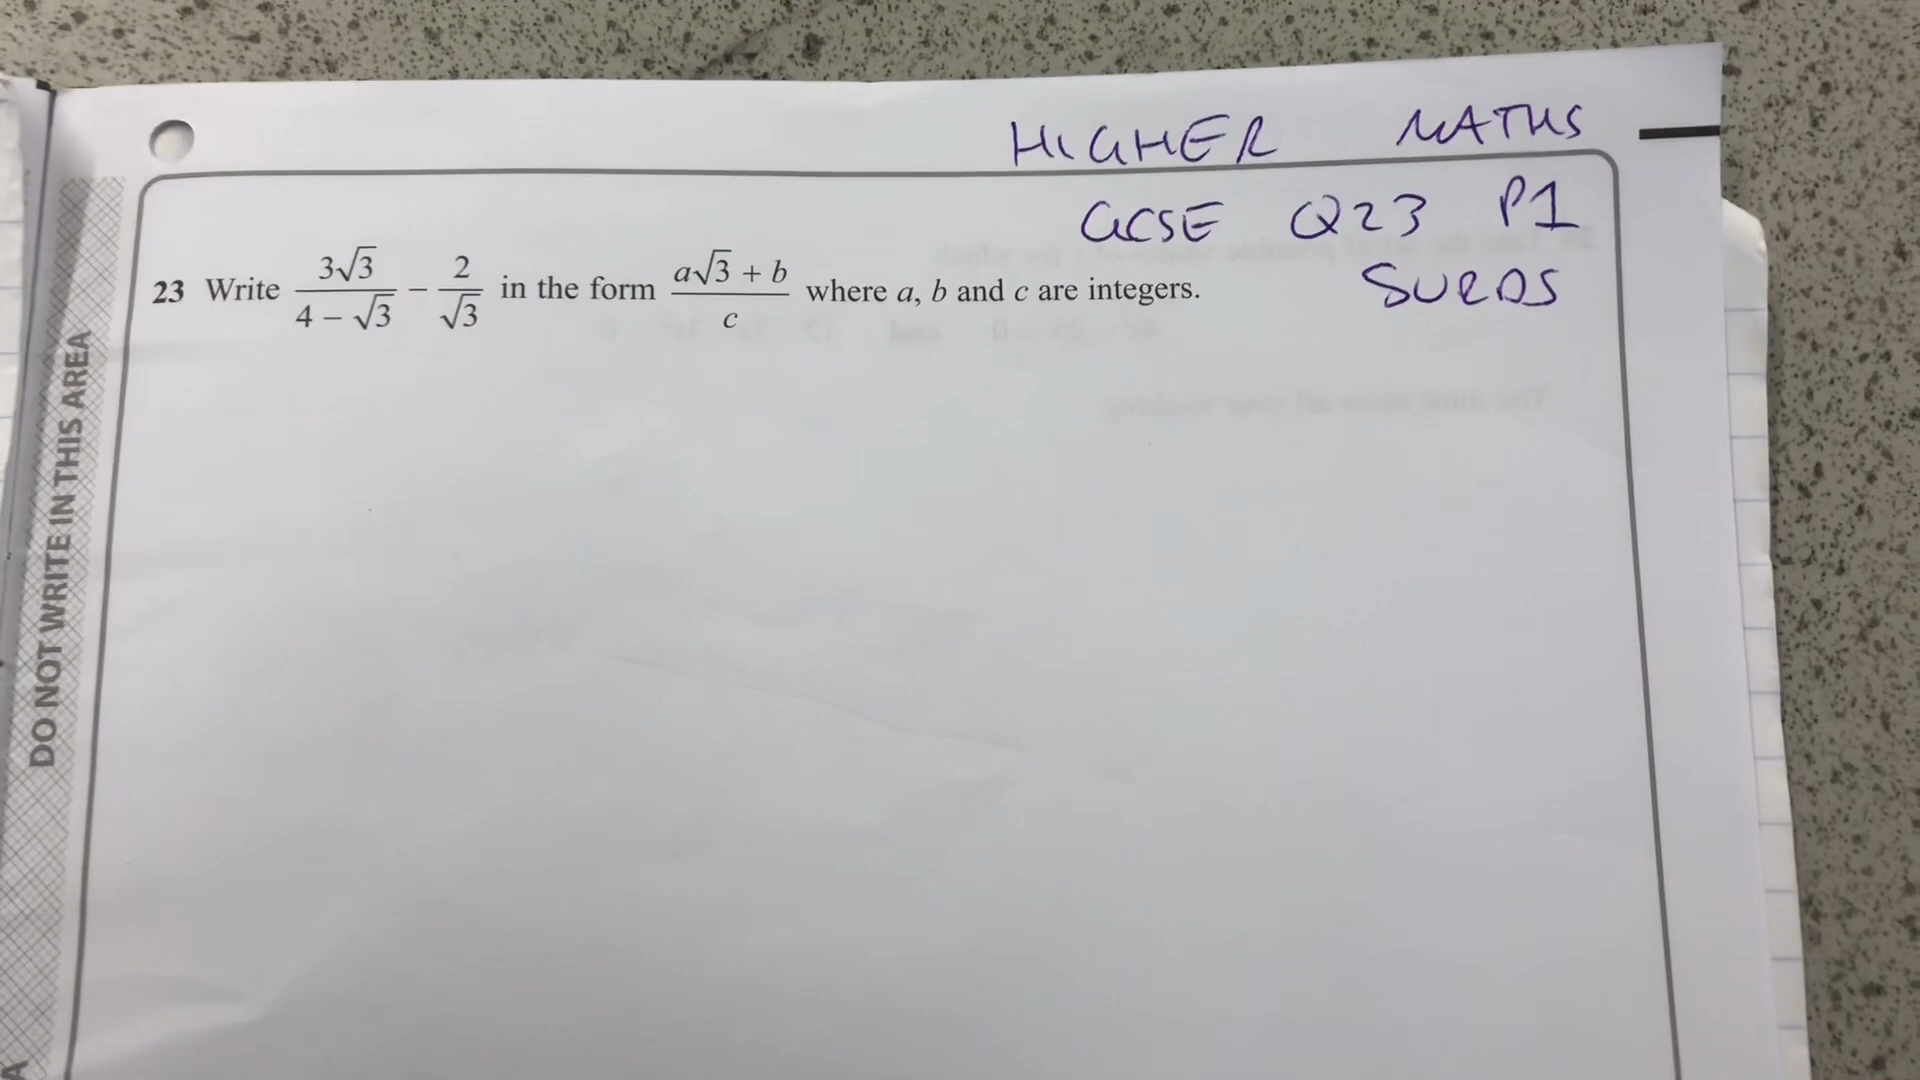 HIGHER MATHS
GCSE Q23 P1
SURDS
23 Write 3√3/(4 − √3) − 2/√3 in the form (a√3 + b)/c where a, b and c are integers.
DO NOT WRITE IN THIS AREA
A